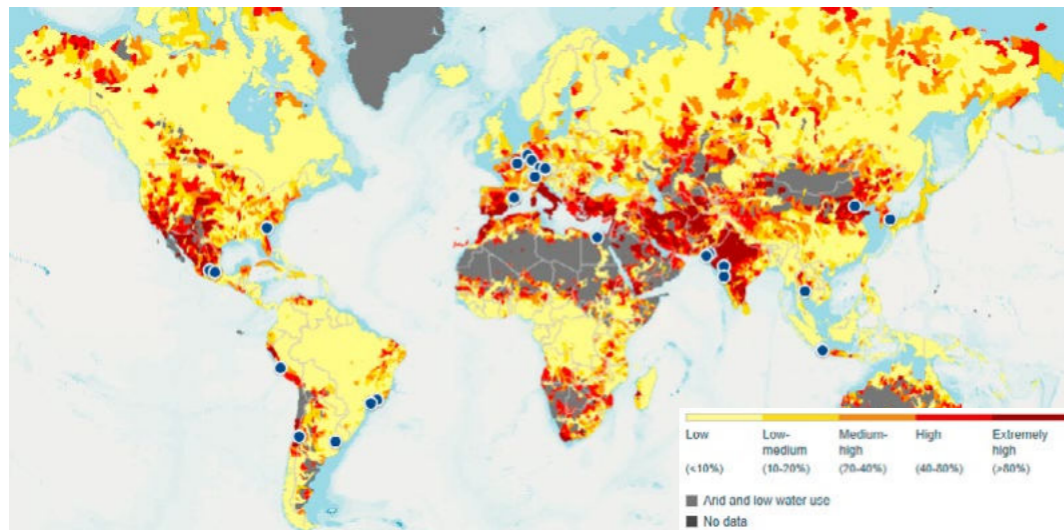 Low
Low-
medium
Medium-
high
High
Extremely
high
(<10%)
(10-20%)
(20-40%)
(40-80%)
(>80%)
Arid and low water use
No data